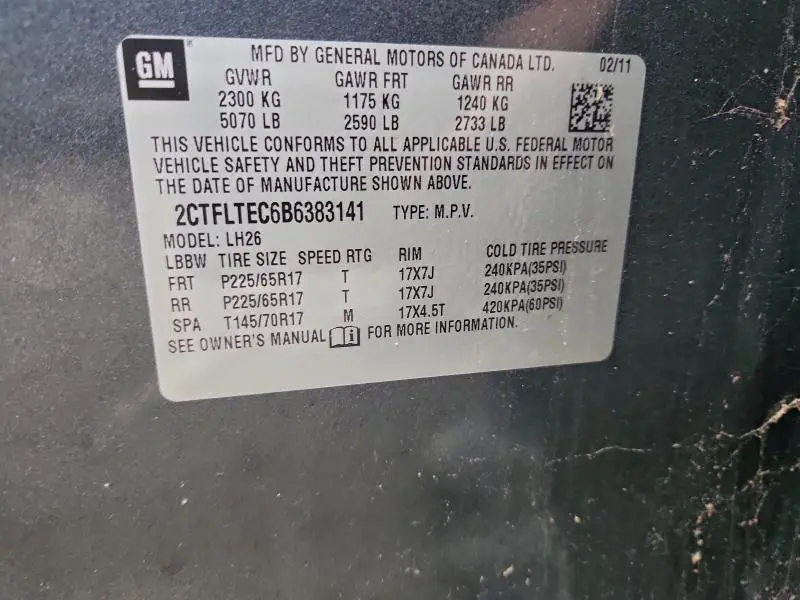 GM
MFD BY GENERAL MOTORS OF CANADA LTD. 02/11
GVWR GAWR FRT GAWR RR
2300 KG 1175 KG 1240 KG
5070 LB 2590 LB 2733 LB
THIS VEHICLE CONFORMS TO ALL APPLICABLE U.S. FEDERAL MOTOR
VEHICLE SAFETY AND THEFT PREVENTION STANDARDS IN EFFECT ON
THE DATE OF MANUFACTURE SHOWN ABOVE.
2CTFLTEC6B6383141 TYPE: M.P.V.
MODEL: LH26
LBBW TIRE SIZE SPEED RTG RIM COLD TIRE PRESSURE
FRT P225/65R17 T 17X7J 240KPA(35PSI)
RR P225/65R17 T 17X7J 240KPA(35PSI)
SPA T145/70R17 M 17X4.5T 420KPA(60PSI)
SEE OWNER'S MANUAL FOR MORE INFORMATION.